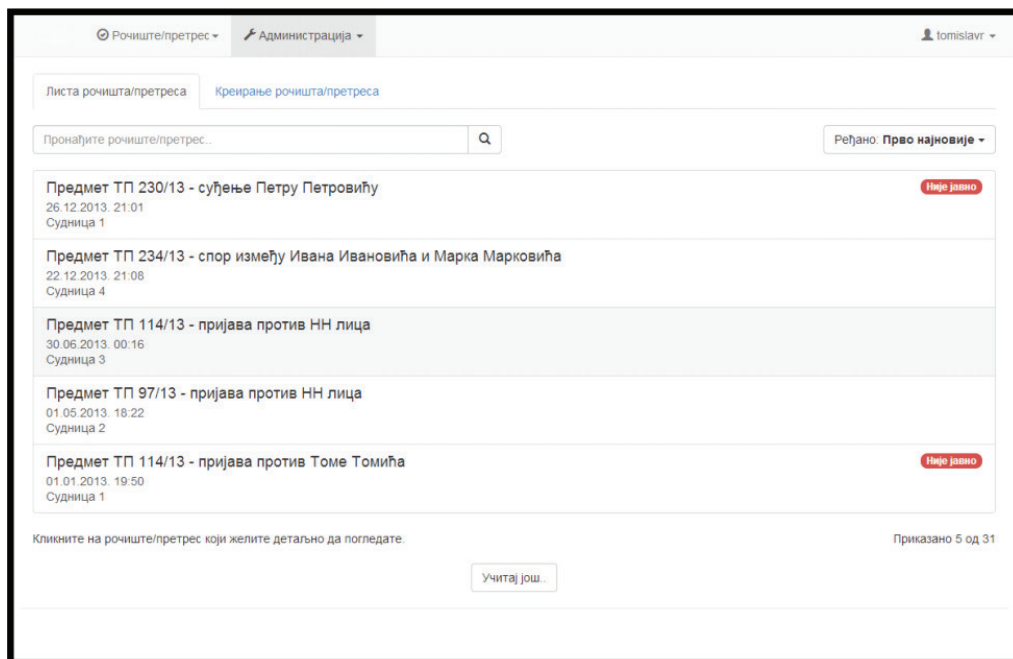 Рочиште/претрес Администрација tomislavr
Листа рочишта/претреса Креирање рочишта/претреса
Пронађите рочиште/претрес.. Ређано: Прво најновије
Предмет ТП 230/13 - суђење Петру Петровићу Није јавно
26.12.2013. 21:01
Судница 1
Предмет ТП 234/13 - спор између Ивана Ивановића и Марка Марковића
22.12.2013. 21:08
Судница 4
Предмет ТП 114/13 - пријава против НН лица
30.06.2013. 00:16
Судница 3
Предмет ТП 97/13 - пријава против НН лица
01.05.2013. 18:22
Судница 2
Предмет ТП 114/13 - пријава против Томе Томића Није јавно
01.01.2013. 19:50
Судница 1
Кликните на рочиште/претрес који желите детаљно да погледате. Приказано 5 од 31
Учитај још..